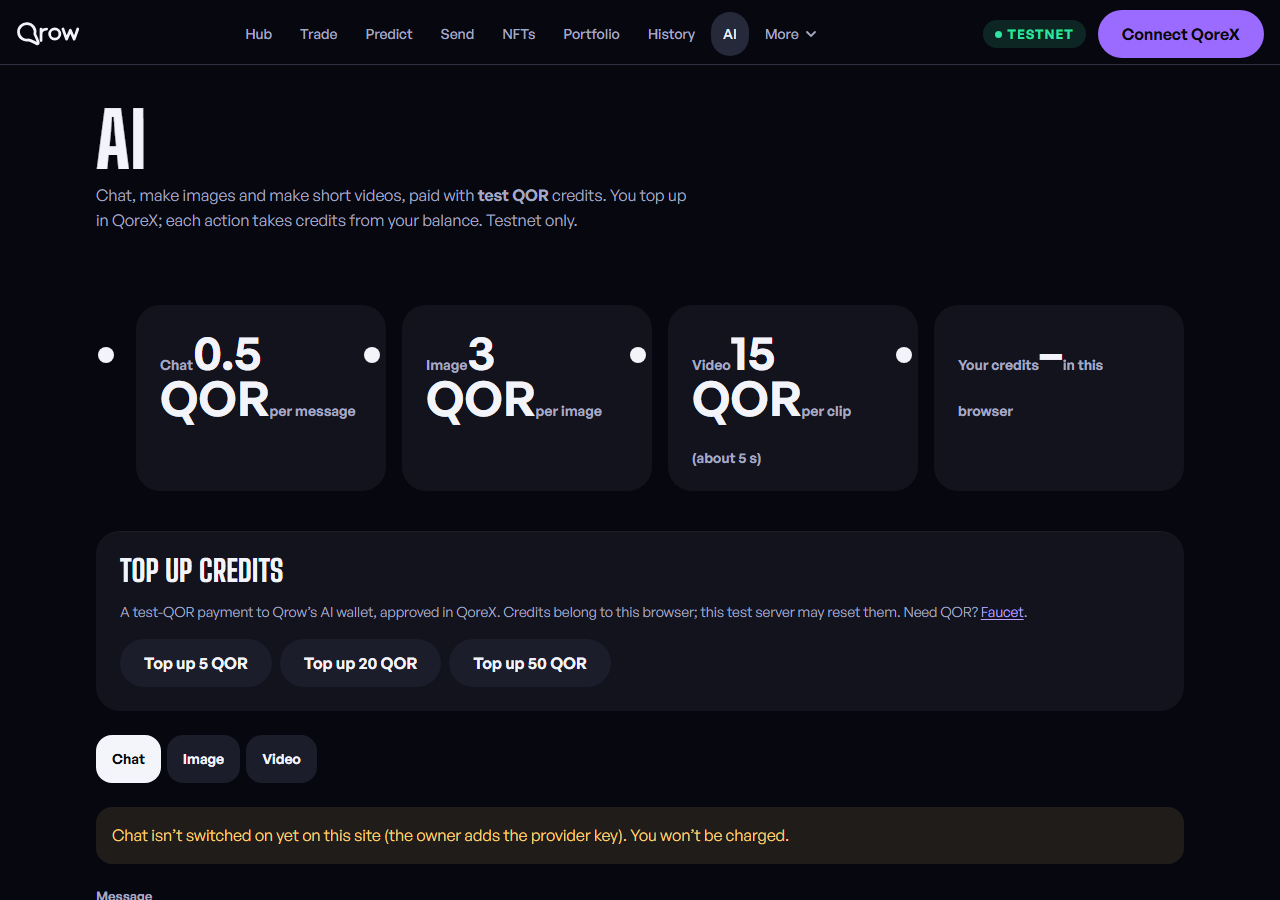 Qrow
Hub Trade Predict Send NFTs Portfolio History AI More
TESTNET
Connect QoreX
AI
Chat, make images and make short videos, paid with test QOR credits. You top up
in QoreX; each action takes credits from your balance. Testnet only.
Chat 0.5
QOR per message
Image 3
QOR per image
Video 15
QOR per clip
(about 5 s)
Your credits – in this
browser
TOP UP CREDITS
A test-QOR payment to Qrow’s AI wallet, approved in QoreX. Credits belong to this browser; this test server may reset them. Need QOR? Faucet.
Top up 5 QOR Top up 20 QOR Top up 50 QOR
Chat Image Video
Chat isn’t switched on yet on this site (the owner adds the provider key). You won’t be charged.
Message